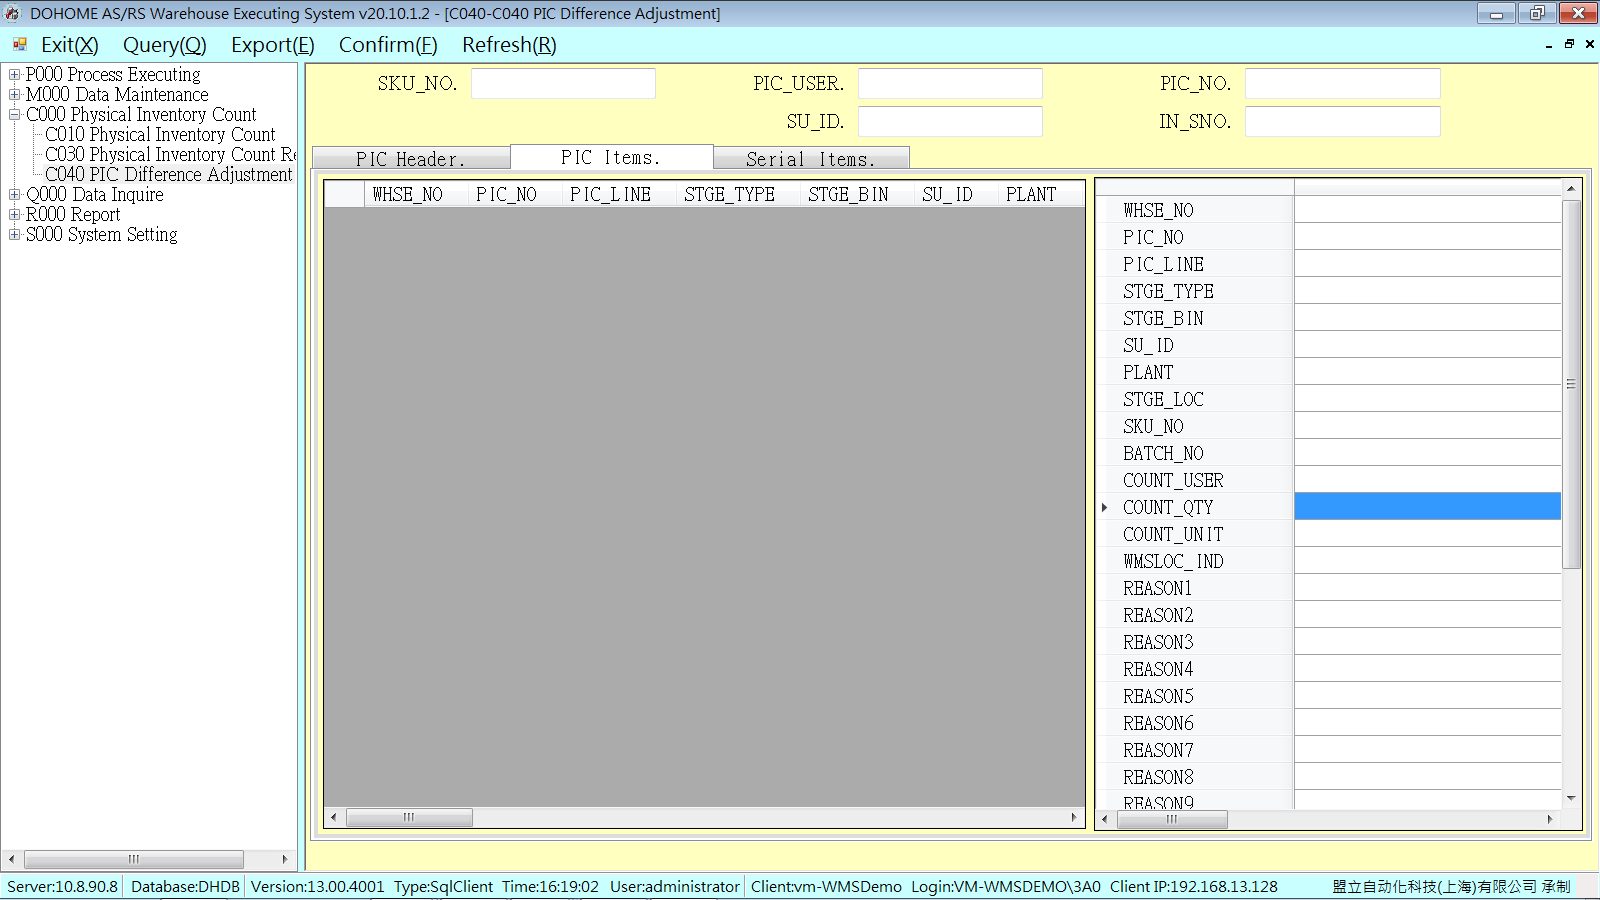 DOHOME AS/RS Warehouse Executing System v20.10.1.2 - [C040-C040 PIC Difference Adjustment]
Exit(X) Query(Q) Export(E) Confirm(F) Refresh(R)
P000 Process Executing
M000 Data Maintenance
C000 Physical Inventory Count
C010 Physical Inventory Count
C030 Physical Inventory Count Re
C040 PIC Difference Adjustment
Q000 Data Inquire
R000 Report
S000 System Setting
SKU_NO. PIC_USER. PIC_NO.
SU_ID. IN_SNO.
PIC Header. PIC Items. Serial Items.
WHSE_NO PIC_NO PIC_LINE STGE_TYPE STGE_BIN SU_ID PLANT
WHSE_NO
PIC_NO
PIC_LINE
STGE_TYPE
STGE_BIN
SU_ID
PLANT
STGE_LOC
SKU_NO
BATCH_NO
COUNT_USER
COUNT_QTY
COUNT_UNIT
WMSLOC_IND
REASON1
REASON2
REASON3
REASON4
REASON5
REASON6
REASON7
REASON8
REASON9
Server:10.8.90.8 Database:DHDB Version:13.00.4001 Type:SqlClient Time:16:19:02 User:administrator Client:vm-WMSDemo Login:VM-WMSDEMO\3A0 Client IP:192.168.13.128 盟立自动化科技(上海)有限公司 承制